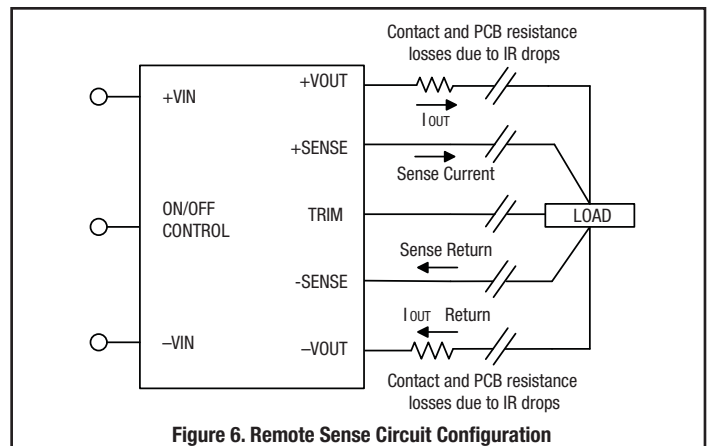 Contact and PCB resistance
losses due to IR drops
+VOUT
+VIN
IOUT
+SENSE
Sense Current
ON/OFF
CONTROL
TRIM
LOAD
Sense Return
-SENSE
IOUT Return
–VIN
–VOUT
Contact and PCB resistance
losses due to IR drops
Figure 6. Remote Sense Circuit Configuration